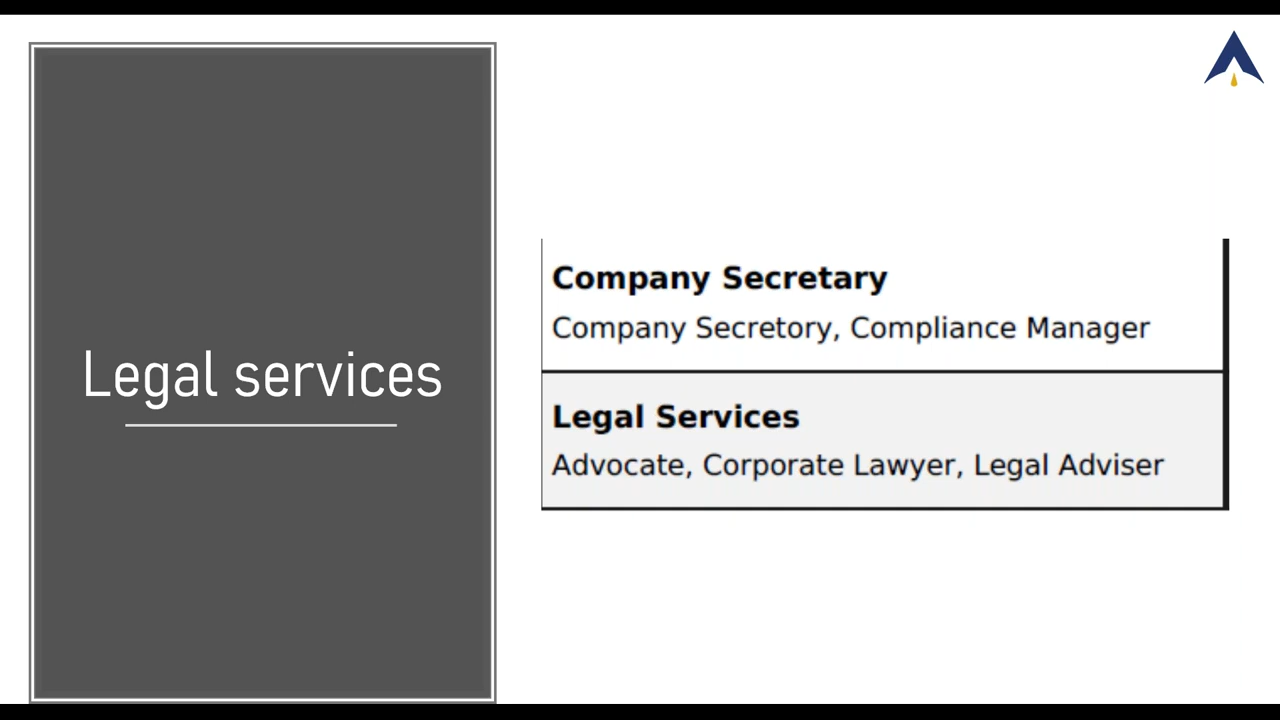 Legal services
Company Secretary
Company Secretory, Compliance Manager
Legal Services
Advocate, Corporate Lawyer, Legal Adviser